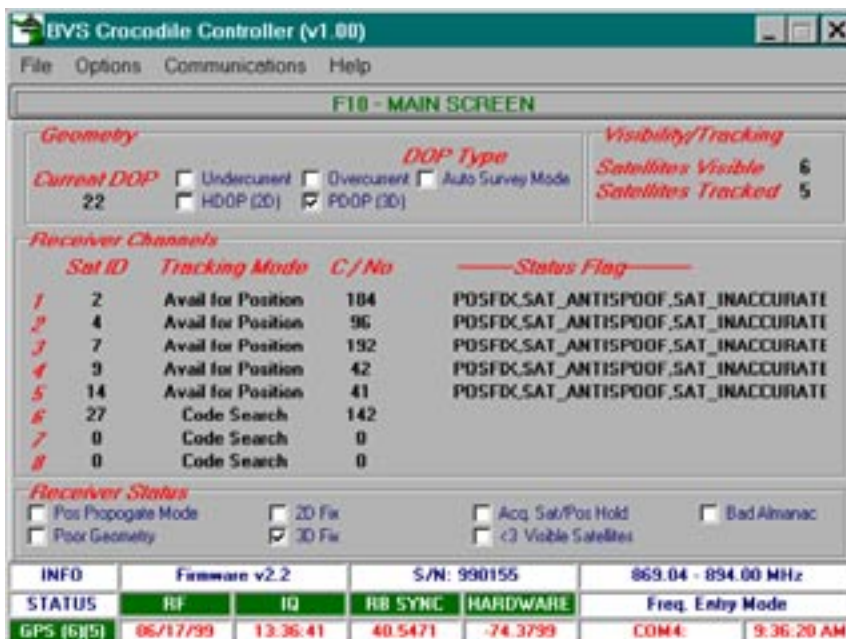 BVS Crocodile Controller (v1.00)
File Options Communications Help
F10 - MAIN SCREEN
Geometry
DOP Type
Current DOP
22
Undercurrent Overcurrent Auto Survey Mode
HDOP (2D) PDOP (3D)
Visibility/Tracking
Satellites Visible 6
Satellites Tracked 5
Receiver Channels
Sat ID Tracking Mode C / No Status Flag
1 2 Avail for Position 184 POSFIX,SAT_ANTISPOOF,SAT_INACCURATE
2 4 Avail for Position 96 POSFIX,SAT_ANTISPOOF,SAT_INACCURATE
3 7 Avail for Position 192 POSFIX,SAT_ANTISPOOF,SAT_INACCURATE
4 9 Avail for Position 42 POSFIX,SAT_ANTISPOOF,SAT_INACCURATE
5 14 Avail for Position 41 POSFIX,SAT_ANTISPOOF,SAT_INACCURATE
6 27 Code Search 142
7 0 Code Search 0
8 0 Code Search 0
Receiver Status
Pos Propogate Mode 2D Fix Acq. Sat/Pos Hold Bad Almanac
Poor Geometry 3D Fix <3 Visible Satellites
INFO Firmware v2.2 S/N: 990155 869.04 - 894.00 MHz
STATUS RF IQ RB SYNC HARDWARE Freq. Entry Mode
GPS (6)(5) 06/17/99 13:36:41 40.5471 -74.3799 COM4: 9:36:20 AM